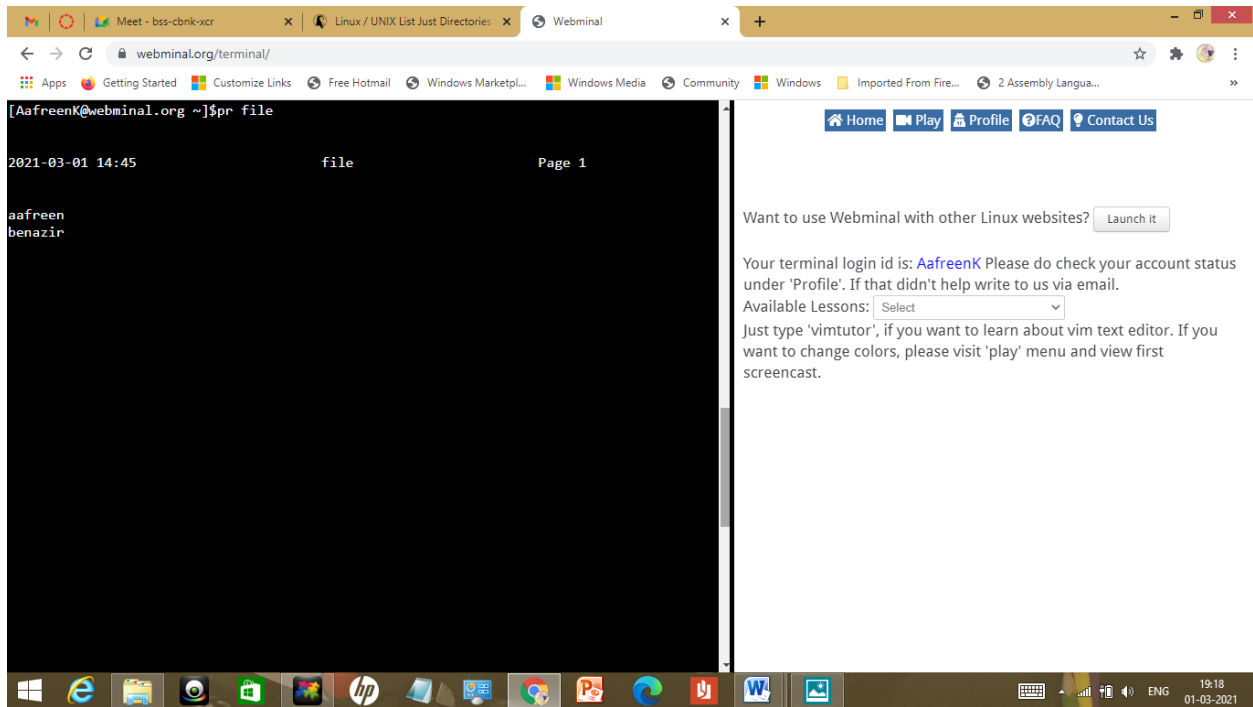 Meet - bss-cbnk-xcr
Linux / UNIX List Just Directories
Webminal
webminal.org/terminal/
Apps Getting Started Customize Links Free Hotmail Windows Marketpl... Windows Media Community Windows Imported From Fire... 2 Assembly Langua... »
[AafreenK@webminal.org ~]$pr file
2021-03-01 14:45 file Page 1
aafreen
benazir
Home Play Profile FAQ Contact Us
Want to use Webminal with other Linux websites? Launch it
Your terminal login id is: AafreenK Please do check your account status
under 'Profile'. If that didn't help write to us via email.
Available Lessons: Select
Just type 'vimtutor', if you want to learn about vim text editor. If you
want to change colors, please visit 'play' menu and view first
screencast.
hp
ENG
19:18
01-03-2021